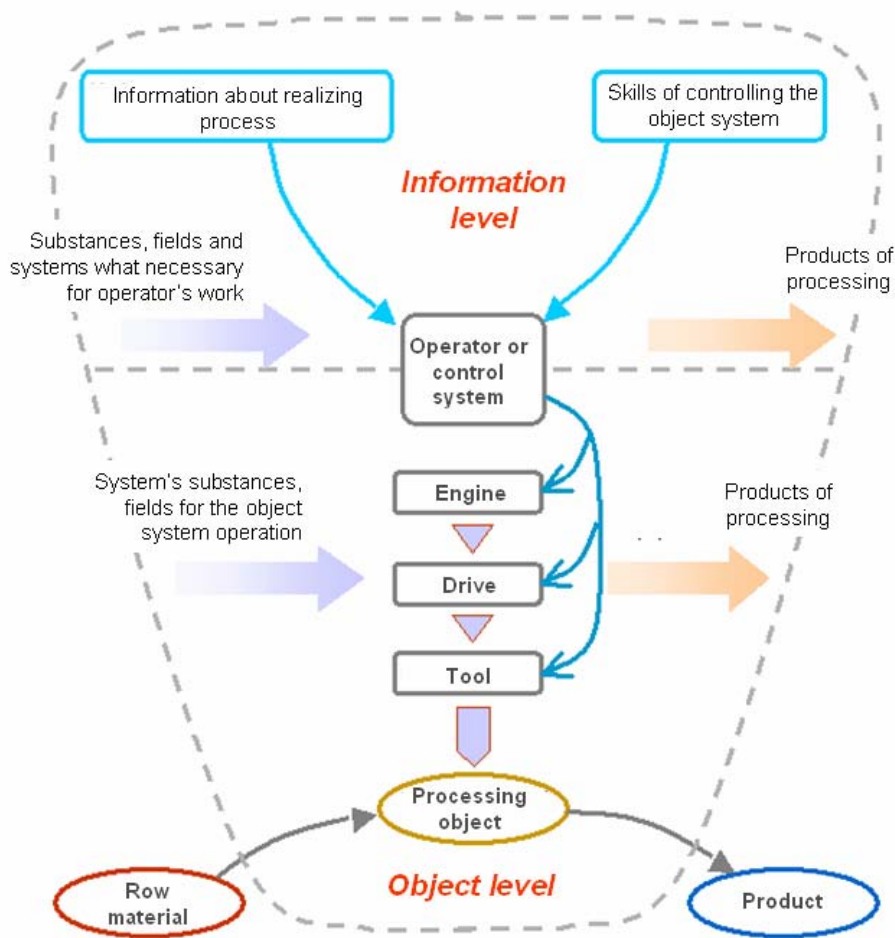 Information about realizing
process
Skills of controlling the
object system
Information
level
Substances, fields and
systems what necessary
for operator's work
Products of
processing
Operator or
control
system
System's substances,
fields for the object
system operation
Engine
Products of
processing
Drive
Tool
Processing
object
Row
material
Object level
Product